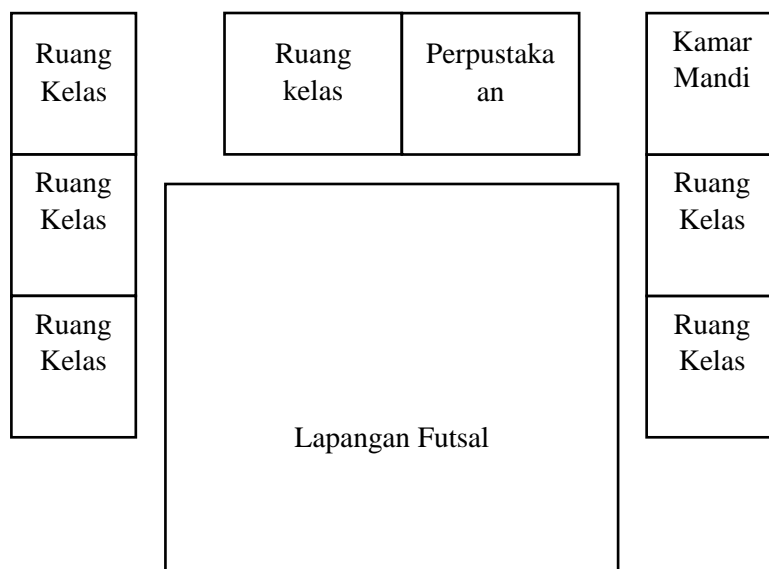 Ruang
Kelas
Ruang
kelas
Perpustaka
an
Kamar
Mandi
Ruang
Kelas
Ruang
Kelas
Ruang
Kelas
Ruang
Kelas
Lapangan Futsal